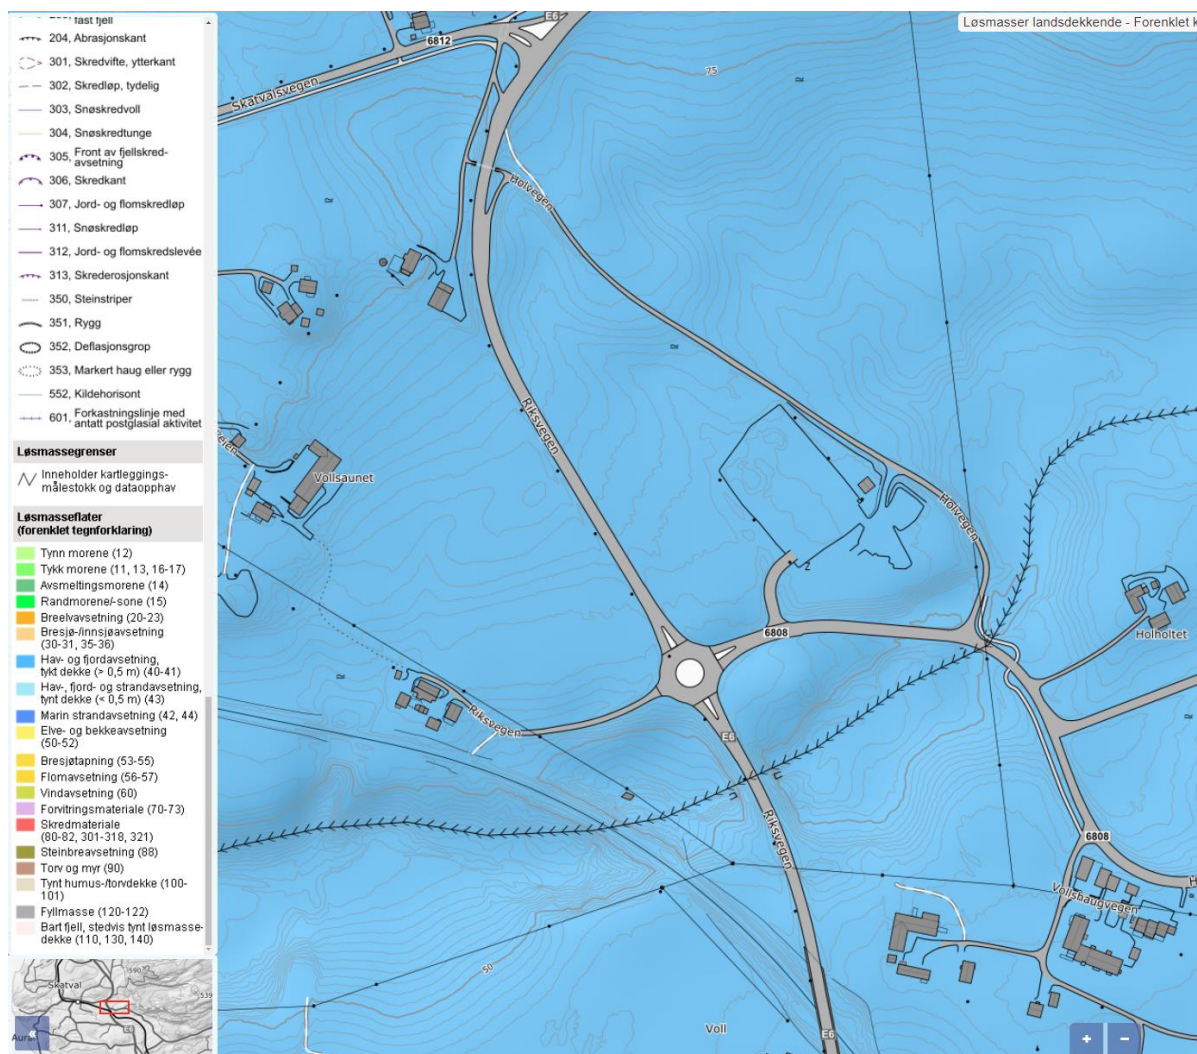 fast fjell
204, Abrasjonskant
301, Skredvifte, ytterkant
302, Skredløp, tydelig
303, Snøskredvoll
304, Snøskredtunge
305, Front av fjellskred-
avsetning
306, Skredkant
307, Jord- og flomskredløp
311, Snøskredløp
312, Jord- og flomskredslevée
313, Skrederosjonskant
350, Steinstriper
351, Rygg
352, Deflasjonsgrop
353, Markert haug eller rygg
552, Kildehorisont
601, Forkastningslinje med
antatt postglasial aktivitet
Løsmassegrenser
Inneholder kartleggings-
målestokk og dataopphav
Løsmasseflater
(forenklet tegnforklaring)
Tynn morene (12)
Tykk morene (11, 13, 16-17)
Avsmeltingsmorene (14)
Randmorene/-sone (15)
Breelvavsetning (20-23)
Bresjø-/innsjøavsetning
(30-31, 35-36)
Hav- og fjordavsetning,
tykt dekke (> 0,5 m) (40-41)
Hav-, fjord- og strandavsetning,
tynt dekke (< 0,5 m) (43)
Marin strandavsetning (42, 44)
Elve- og bekkeavsetning
(50-52)
Bresjøtapning (53-55)
Flomavsetning (56-57)
Vindavsetning (60)
Forvitringsmateriale (70-73)
Skredmateriale
(80-82, 301-318, 321)
Steinbreavsetning (88)
Torv og myr (90)
Tynt humus-/torvdekke (100-
101)
Fyllmasse (120-122)
Bart fjell, stedvis tynt løsmasse-
dekke (110, 130, 140)
Skatval
590
539
E6
«
Løsmasser landsdekkende - Forenklet k
E6
6812
75
Skatvalsvegen
Holvegen
Riksvegen
Vollsaunet
Holvegen
6808
Holholtet
Riksvegen
E6
Riksvegen
6808
Vollshaugvegen
H
50
Voll
E6
+
−